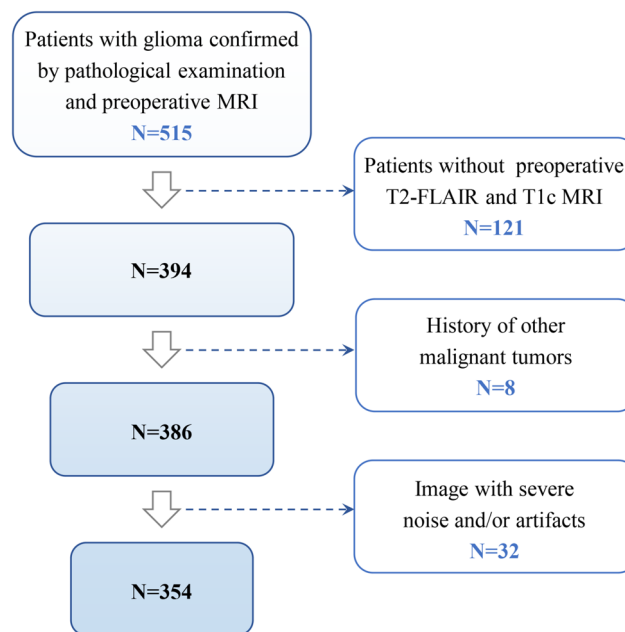 Patients with glioma confirmed
by pathological examination
and preoperative MRI
N=515
Patients without preoperative
T2-FLAIR and T1c MRI
N=121
N=394
History of other
malignant tumors
N=8
N=386
Image with severe
noise and/or artifacts
N=32
N=354